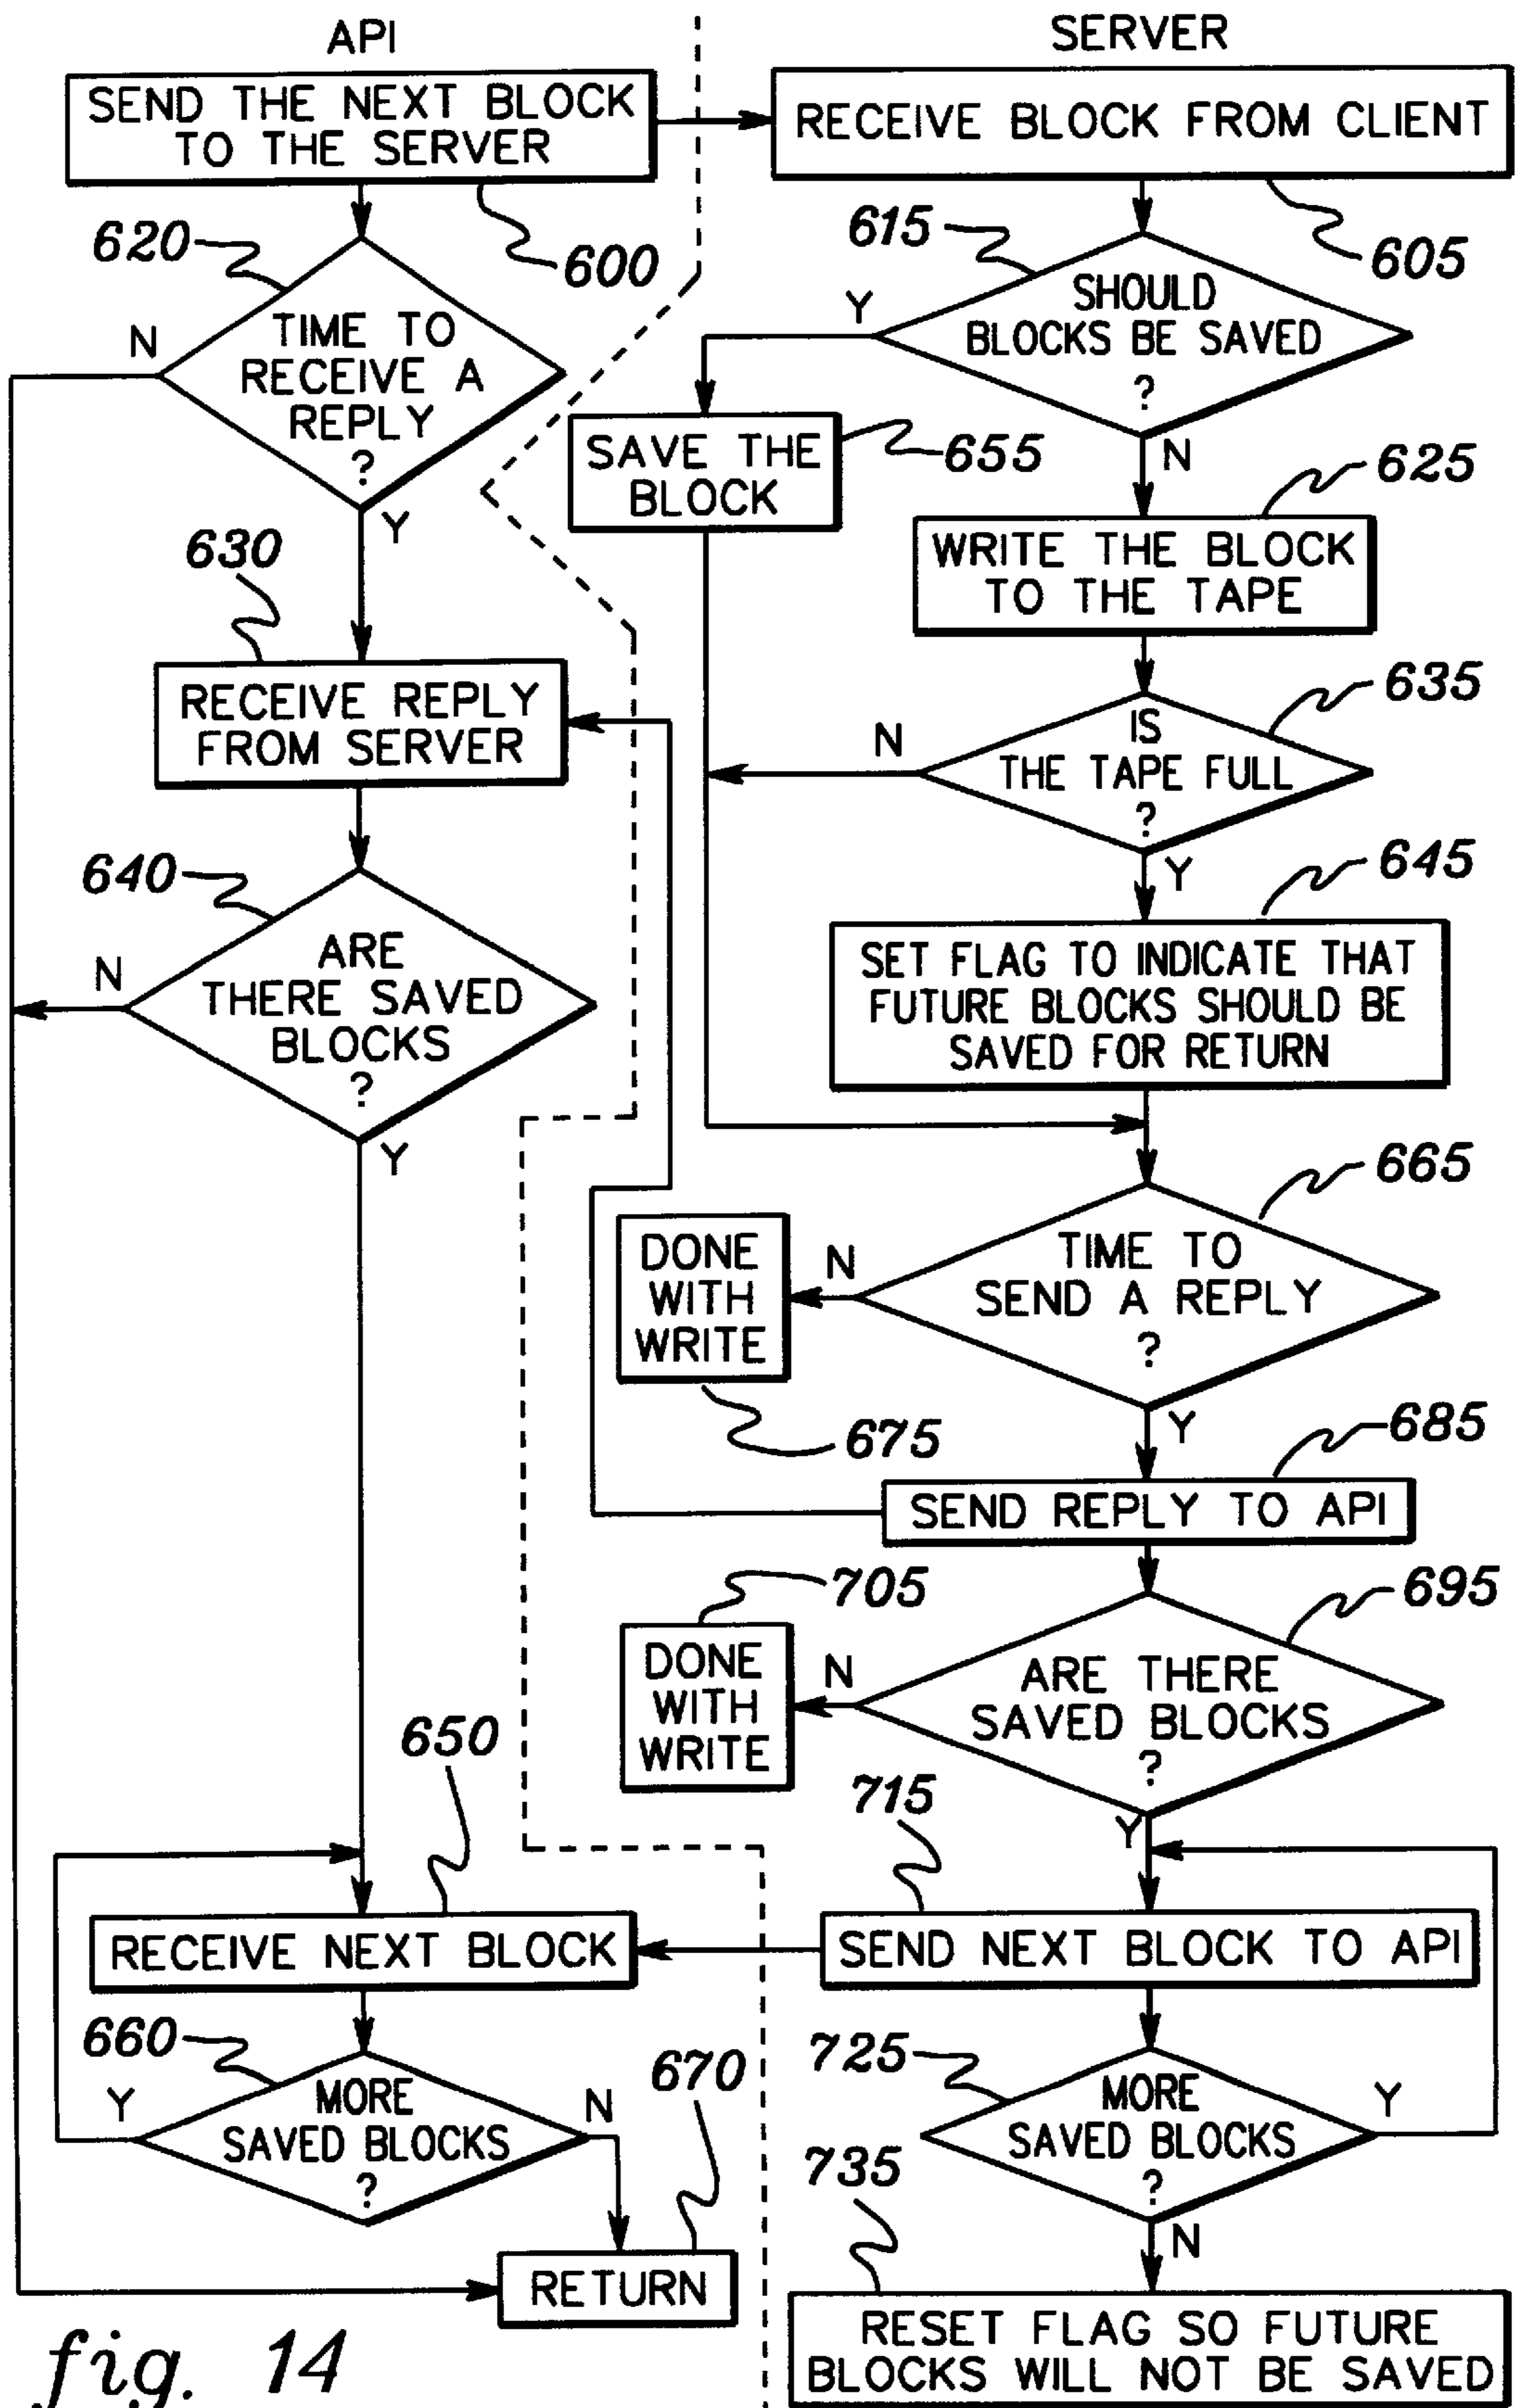 API
SERVER
SEND THE NEXT BLOCK
TO THE SERVER
RECEIVE BLOCK FROM CLIENT
620
600
615
605
TIME TO
RECEIVE A
REPLY
?
N
Y
SHOULD
BLOCKS BE SAVED
?
Y
N
SAVE THE
BLOCK
655
625
WRITE THE BLOCK
TO THE TAPE
630
RECEIVE REPLY
FROM SERVER
635
IS
THE TAPE FULL
?
N
Y
640
ARE
THERE SAVED
BLOCKS
?
N
Y
645
SET FLAG TO INDICATE THAT
FUTURE BLOCKS SHOULD BE
SAVED FOR RETURN
665
TIME TO
SEND A REPLY
?
N
Y
DONE
WITH
WRITE
675
685
SEND REPLY TO API
705
695
DONE
WITH
WRITE
N
ARE THERE
SAVED BLOCKS
?
Y
650
715
RECEIVE NEXT BLOCK
SEND NEXT BLOCK TO API
660
670
725
MORE
SAVED BLOCKS
?
Y
N
MORE
SAVED BLOCKS
?
Y
N
735
RETURN
RESET FLAG SO FUTURE
BLOCKS WILL NOT BE SAVED
fig. 14